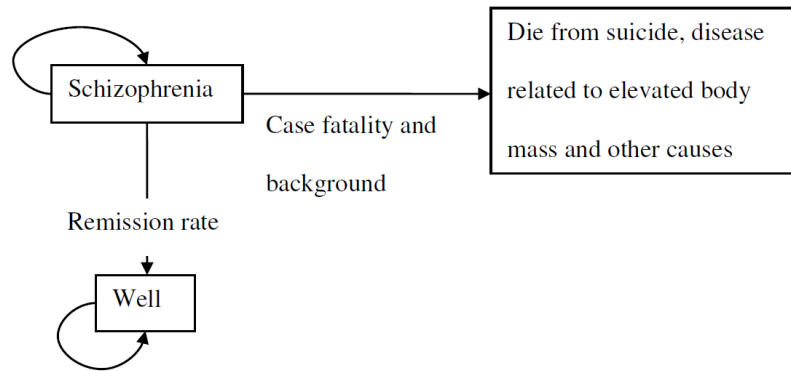 Schizophrenia
Die from suicide, disease
related to elevated body
mass and other causes
Case fatality and
background
Remission rate
Well